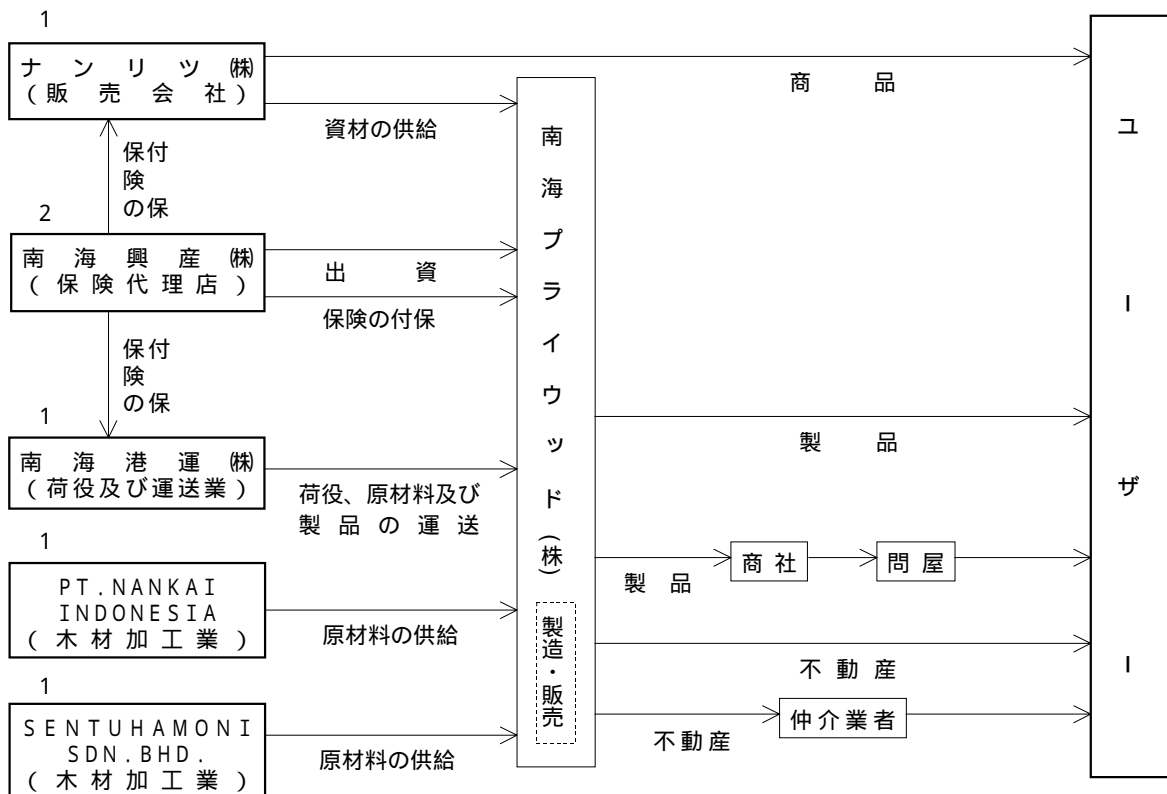 1
ナンリツ㈱
(販売会社)
商品
資材の供給
保付
険
の保
2
南海興産㈱
(保険代理店)
出資
保険の付保
保付
険
の保
1
南海港運㈱
(荷役及び運送業)
荷役、原材料及び
製品の運送
1
PT.NANKAI
INDONESIA
(木材加工業)
原材料の供給
1
SENTUHAMONI
SDN.BHD.
(木材加工業)
原材料の供給
南海プライウッド(株)
製造・販売
製品
製品
商社
問屋
不動産
不動産
仲介業者
ユーザー